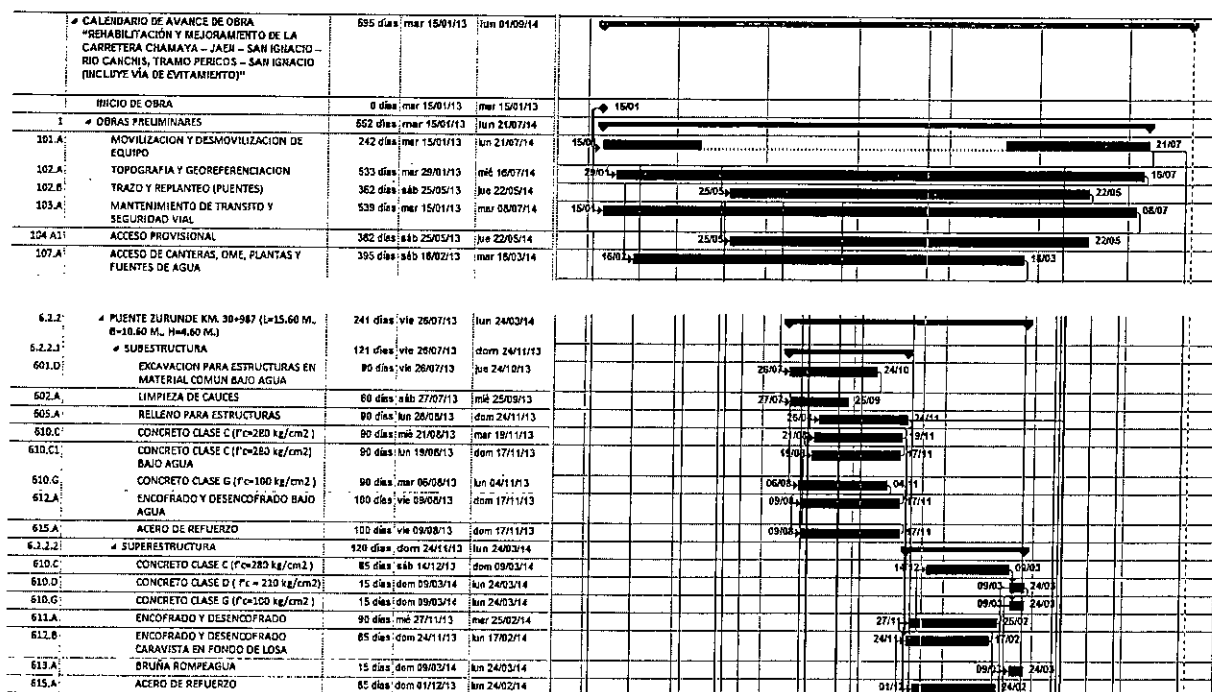 CALENDARIO DE AVANCE DE OBRA 595 días mar 15/01/13 lun 01/09/14
"REHABILITACIÓN Y MEJORAMIENTO DE LA
CARRETERA CHAMAYA – JAEN – SAN IGNACIO –
RIO CANCHIS, TRAMO PERICOS – SAN IGNACIO
(INCLUYE VÍA DE EVITAMIENTO)"
INICIO DE OBRA 0 días mar 15/01/13 mar 15/01/13 15/01
1 OBRAS PRELIMINARES 552 días mar 15/01/13 lun 21/07/14
101.A MOVILIZACION Y DESMOVILIZACION DE 242 días mar 15/01/13 lun 21/07/14 21/07
EQUIPO
102.A TOPOGRAFIA Y GEOREFERENCIACION 533 días mar 29/01/13 mié 16/07/14 29/01 16/07
102.B TRAZO Y REPLANTEO (PUENTES) 362 días sáb 25/05/13 jue 22/05/14 25/05 22/05
103.A MANTENIMIENTO DE TRANSITO Y 539 días mar 15/01/13 mar 08/07/14 15/01 08/07
SEGURIDAD VIAL
104 A1 ACCESO PROVISIONAL 362 días sáb 25/05/13 jue 22/05/14 25/05 22/05
107.A ACCESO DE CANTERAS, DME, PLANTAS Y 395 días sáb 16/02/13 mar 18/03/14 16/02 18/03
FUENTES DE AGUA
6.2.2 PUENTE ZURUNDE KM. 30+987 (L=15.60 M., 241 días vie 26/07/13 lun 24/03/14
B=10.60 M., H=4.60 M.)
6.2.2.1 SUBESTRUCTURA 121 días vie 26/07/13 dom 24/11/13
601.D EXCAVACION PARA ESTRUCTURAS EN 90 días vie 26/07/13 jue 24/10/13 26/07 24/10
MATERIAL COMUN BAJO AGUA
602.A LIMPIEZA DE CAUCES 60 días sáb 27/07/13 mié 25/09/13 27/07 25/09
605.A RELLENO PARA ESTRUCTURAS 90 días lun 26/08/13 dom 24/11/13 24/11
610.C CONCRETO CLASE C (f'c=280 kg/cm2 ) 90 días mié 21/08/13 mar 19/11/13 21/08 19/11
610.C1 CONCRETO CLASE C (f'c=280 kg/cm2) 90 días lun 19/08/13 dom 17/11/13 19/08 17/11
BAJO AGUA
610.G CONCRETO CLASE G (f'c=100 kg/cm2 ) 90 días mar 06/08/13 lun 04/11/13 06/08 04/11
612.A ENCOFRADO Y DESENCOFRADO BAJO 100 días vie 09/08/13 dom 17/11/13 09/08 17/11
AGUA
615.A ACERO DE REFUERZO 100 días vie 09/08/13 dom 17/11/13 09/08 17/11
6.2.2.2 SUPERESTRUCTURA 120 días dom 24/11/13 lun 24/03/14
610.C CONCRETO CLASE C (f'c=280 kg/cm2 ) 85 días sáb 14/12/13 dom 09/03/14 14/12 09/03
610.D CONCRETO CLASE D ( f'c = 210 kg/cm2) 15 días dom 09/03/14 lun 24/03/14 09/03 24/03
610.G CONCRETO CLASE G (f'c=100 kg/cm2 ) 15 días dom 09/03/14 lun 24/03/14 09/03 24/03
611.A ENCOFRADO Y DESENCOFRADO 90 días mié 27/11/13 mar 25/02/14 27/11 25/02
612.B ENCOFRADO Y DESENCOFRADO 85 días dom 24/11/13 lun 17/02/14 24/11 17/02
CARAVISTA EN FONDO DE LOSA
613.A BRUÑA ROMPEAGUA 15 días dom 09/03/14 lun 24/03/14 09/03 24/03
615.A ACERO DE REFUERZO 85 días dom 01/12/13 lun 24/02/14 01/12 24/02